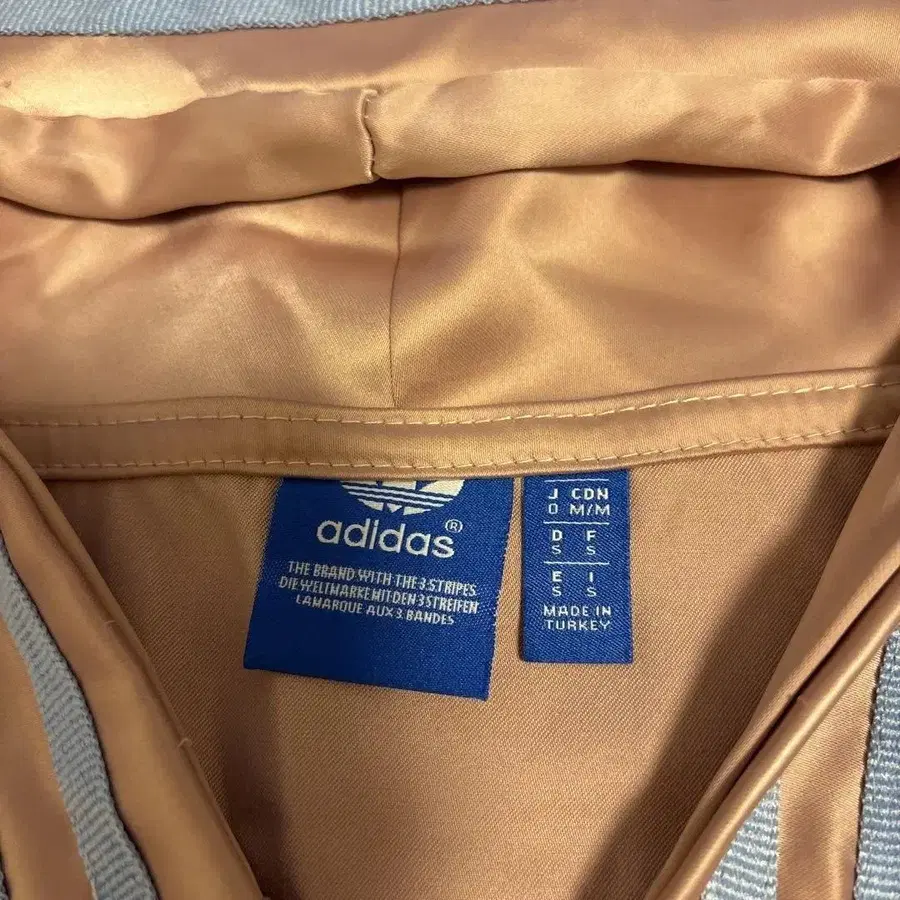 adidas®
THE BRAND WITH THE 3 STRIPES.
DIE WELTMARKE MIT DEN 3 STREIFEN
LA MARQUE AUX 3 BANDES
J CDN
O M/M
D F
S S
E I
S S
MADE IN
TURKEY